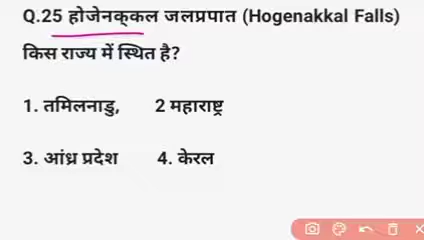 Q.25 होजेनक्कल जलप्रपात (Hogenakkal Falls)
किस राज्य में स्थित है?
1. तमिलनाडु, 2 महाराष्ट्र
3. आंध्र प्रदेश 4. केरल